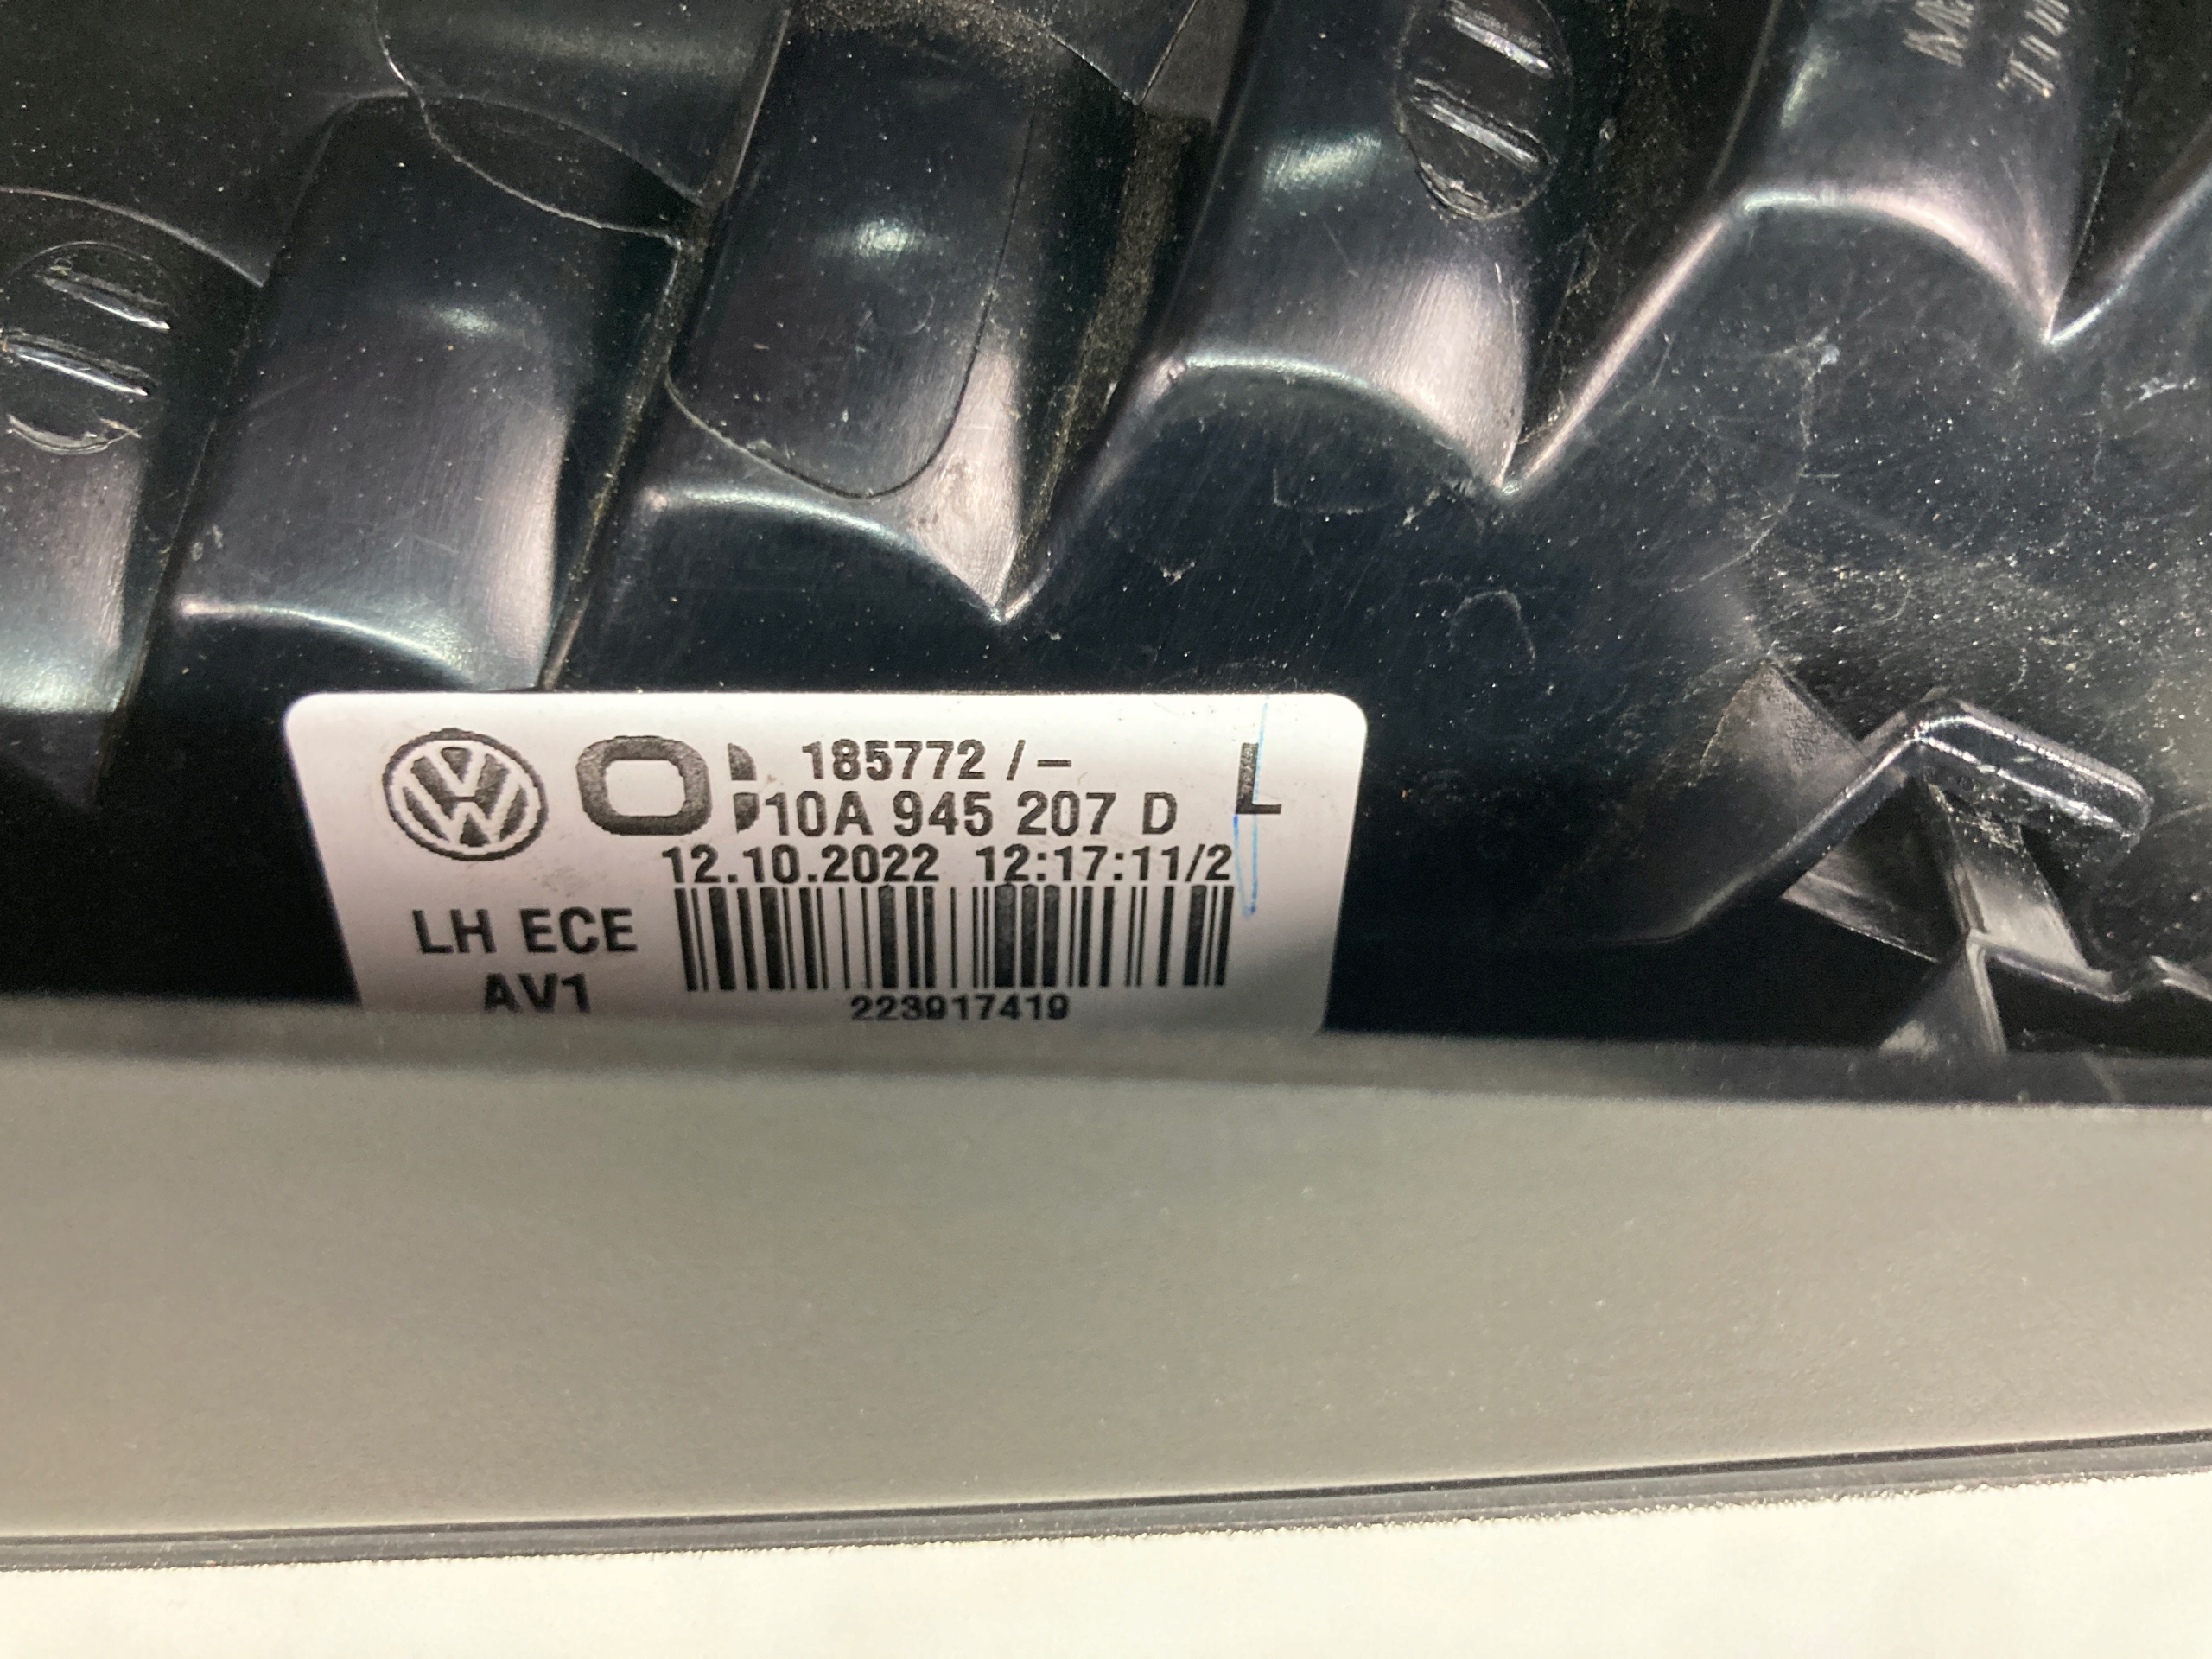 185772 / –
L
10A 945 207 D
12.10.2022 12:17:11/2
LH ECE
AV1
223917419